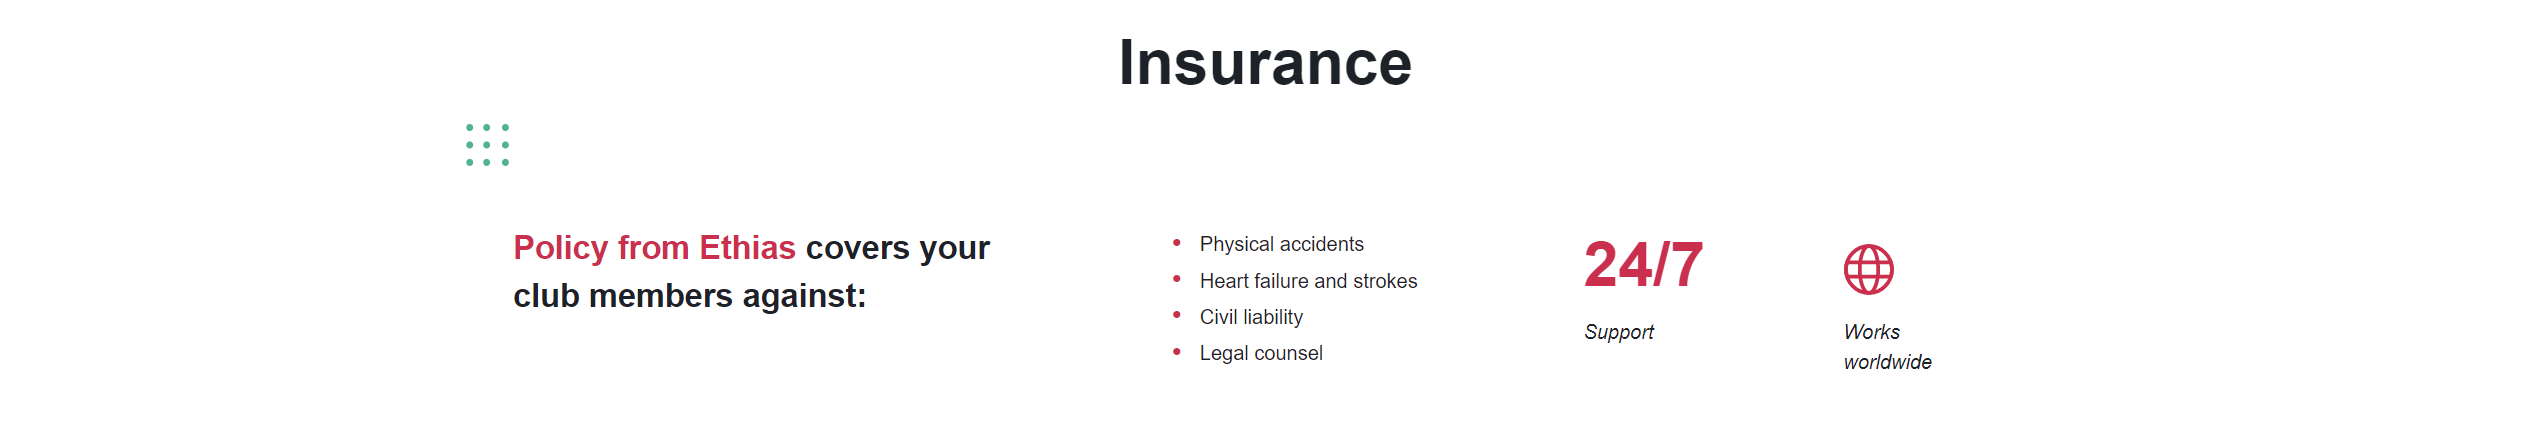 Insurance
Policy from Ethias covers your
club members against:
Physical accidents
Heart failure and strokes
Civil liability
Legal counsel
24/7
Support
Works
worldwide